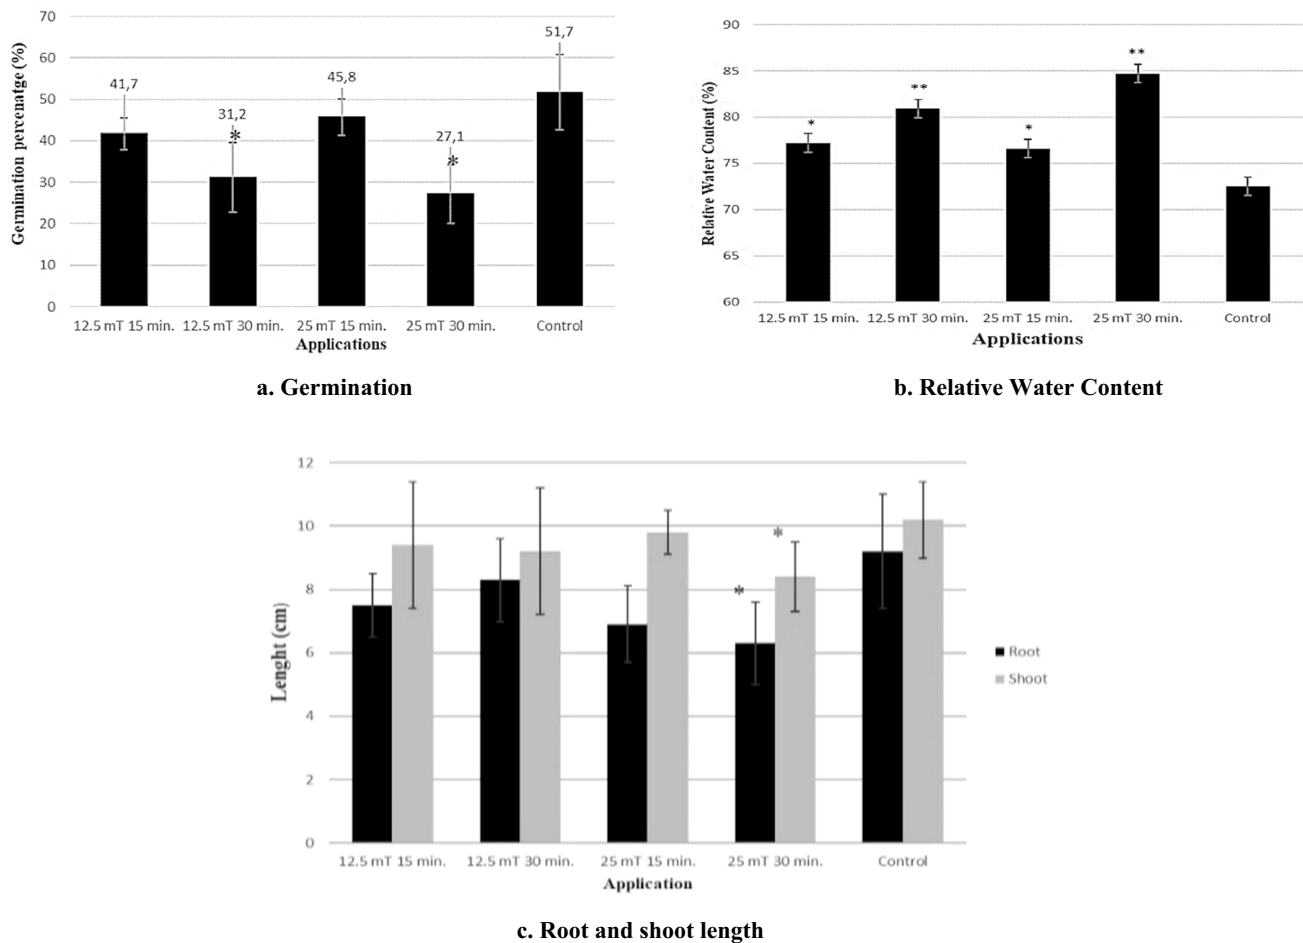 70
60
50
40
30
20
10
0
Germination percenatge (%)
41,7
31,2
*
45,8
27,1
*
51,7
12.5 mT 15 min.
12.5 mT 30 min.
25 mT 15 min.
25 mT 30 min.
Control
Applications
a. Germination
90
85
80
75
70
65
60
Relative Water Content (%)
*
**
*
**
12.5 mT 15 min.
12.5 mT 30 min.
25 mT 15 min.
25 mT 30 min.
Control
Applications
b. Relative Water Content
12
10
8
6
4
2
0
Lenght (cm)
*
*
Root
Shoot
12.5 mT 15 min.
12.5 mT 30 min.
25 mT 15 min.
25 mT 30 min.
Control
Application
c. Root and shoot length